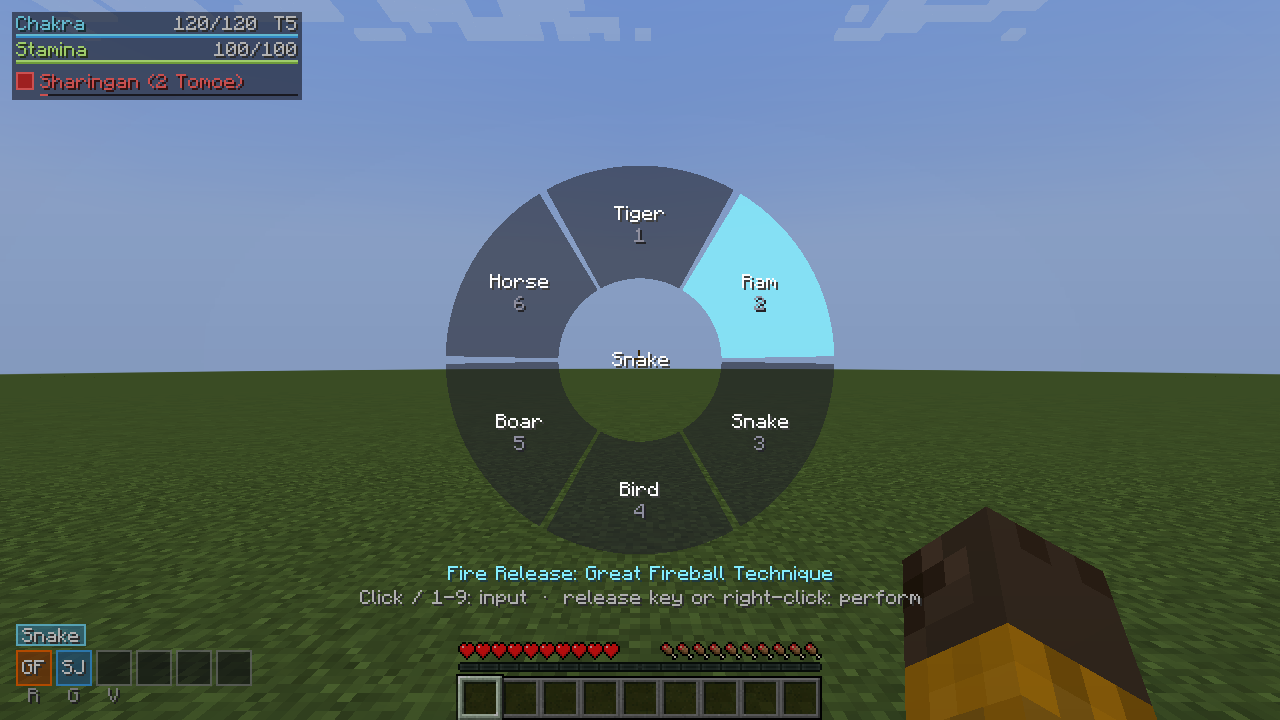 Chakra 120/120 T5
Stamina 100/100
Sharingan (2 Tomoe)
Tiger
1
Horse
6
Ram
2
Snake
Boar
5
Snake
3
Bird
4
Fire Release: Great Fireball Technique
Click / 1-9: input · release key or right-click: perform
Snake
GF SJ
R G V